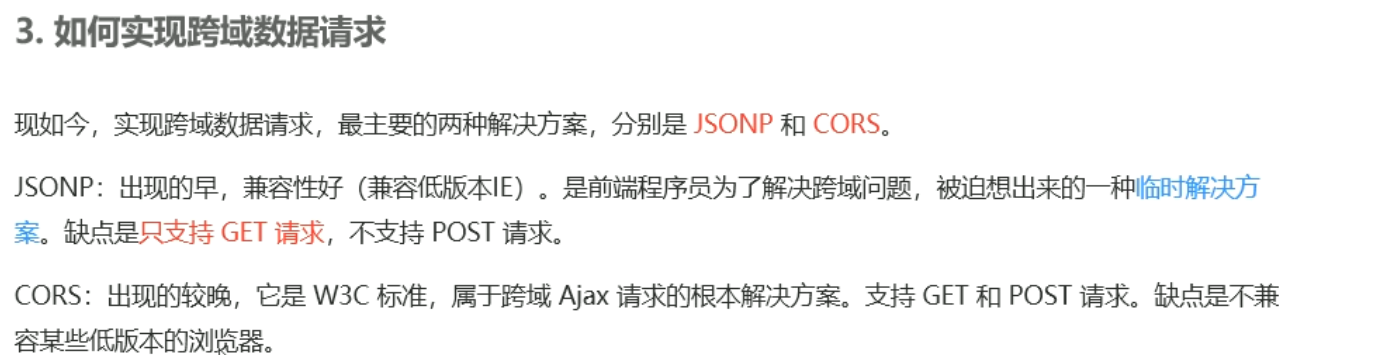 3. 如何实现跨域数据请求
现如今，实现跨域数据请求，最主要的两种解决方案，分别是 JSONP 和 CORS。
JSONP：出现的早，兼容性好（兼容低版本IE）。是前端程序员为了解决跨域问题，被迫想出来的一种临时解决方
案。缺点是只支持 GET 请求，不支持 POST 请求。
CORS：出现的较晚，它是 W3C 标准，属于跨域 Ajax 请求的根本解决方案。支持 GET 和 POST 请求。缺点是不兼
容某些低版本的浏览器。